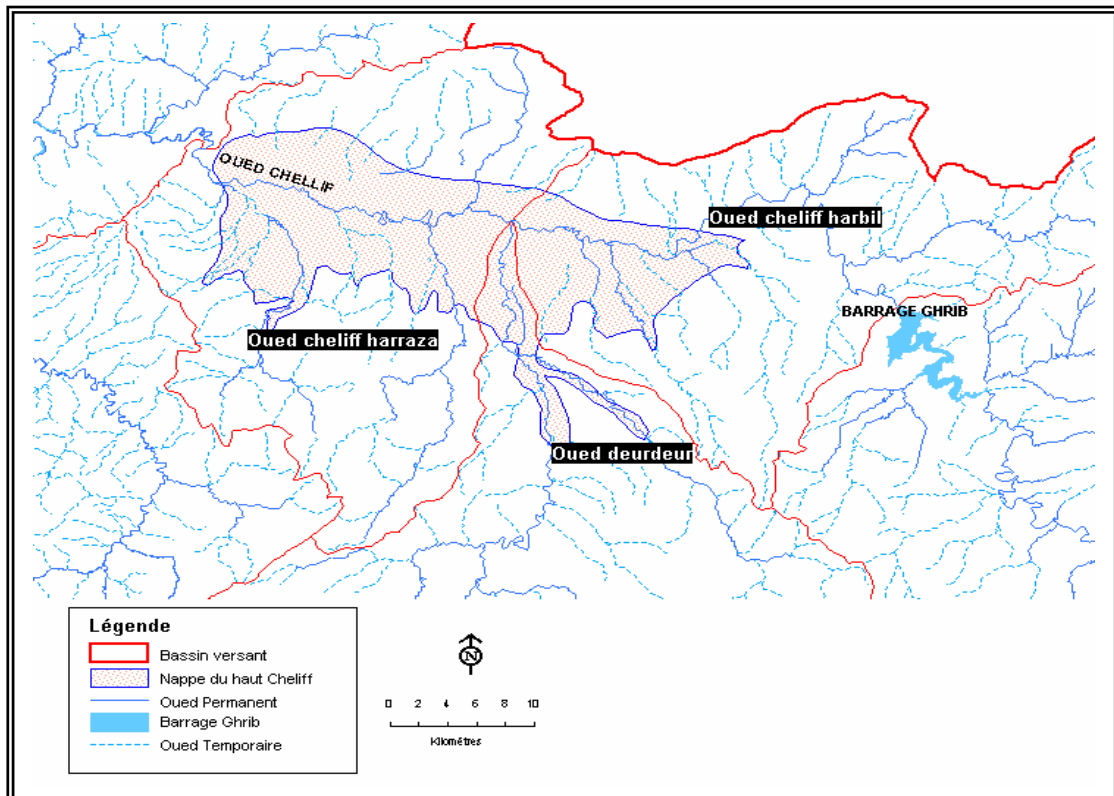 OUED CHELLIF
Oued cheliff harbil
BARRAGE GHRIB
Oued cheliff harraza
Oued deurdeur
Légende
Bassin versant
Nappe du haut Cheliff
Oued Permanent
Barrage Ghrib
Oued Temporaire
N
0 2 4 6 8 10
Kilométres